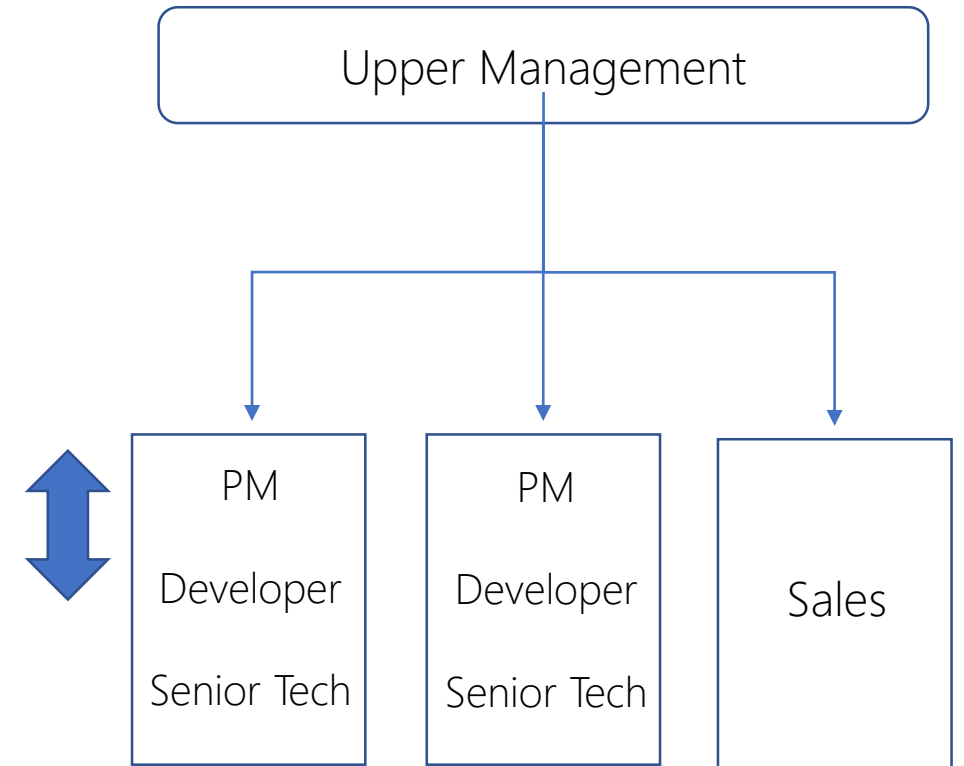 Upper Management
PM
Developer
Senior Tech
PM
Developer
Senior Tech
Sales